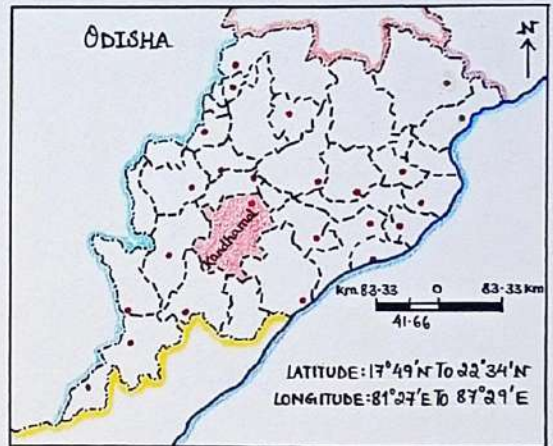 ODISHA
N
Kandhamal
km 83.33 0 83.33 km
41.66
LATITUDE: 17°49'N TO 22°34'N
LONGITUDE: 81°27'E TO 87°29'E